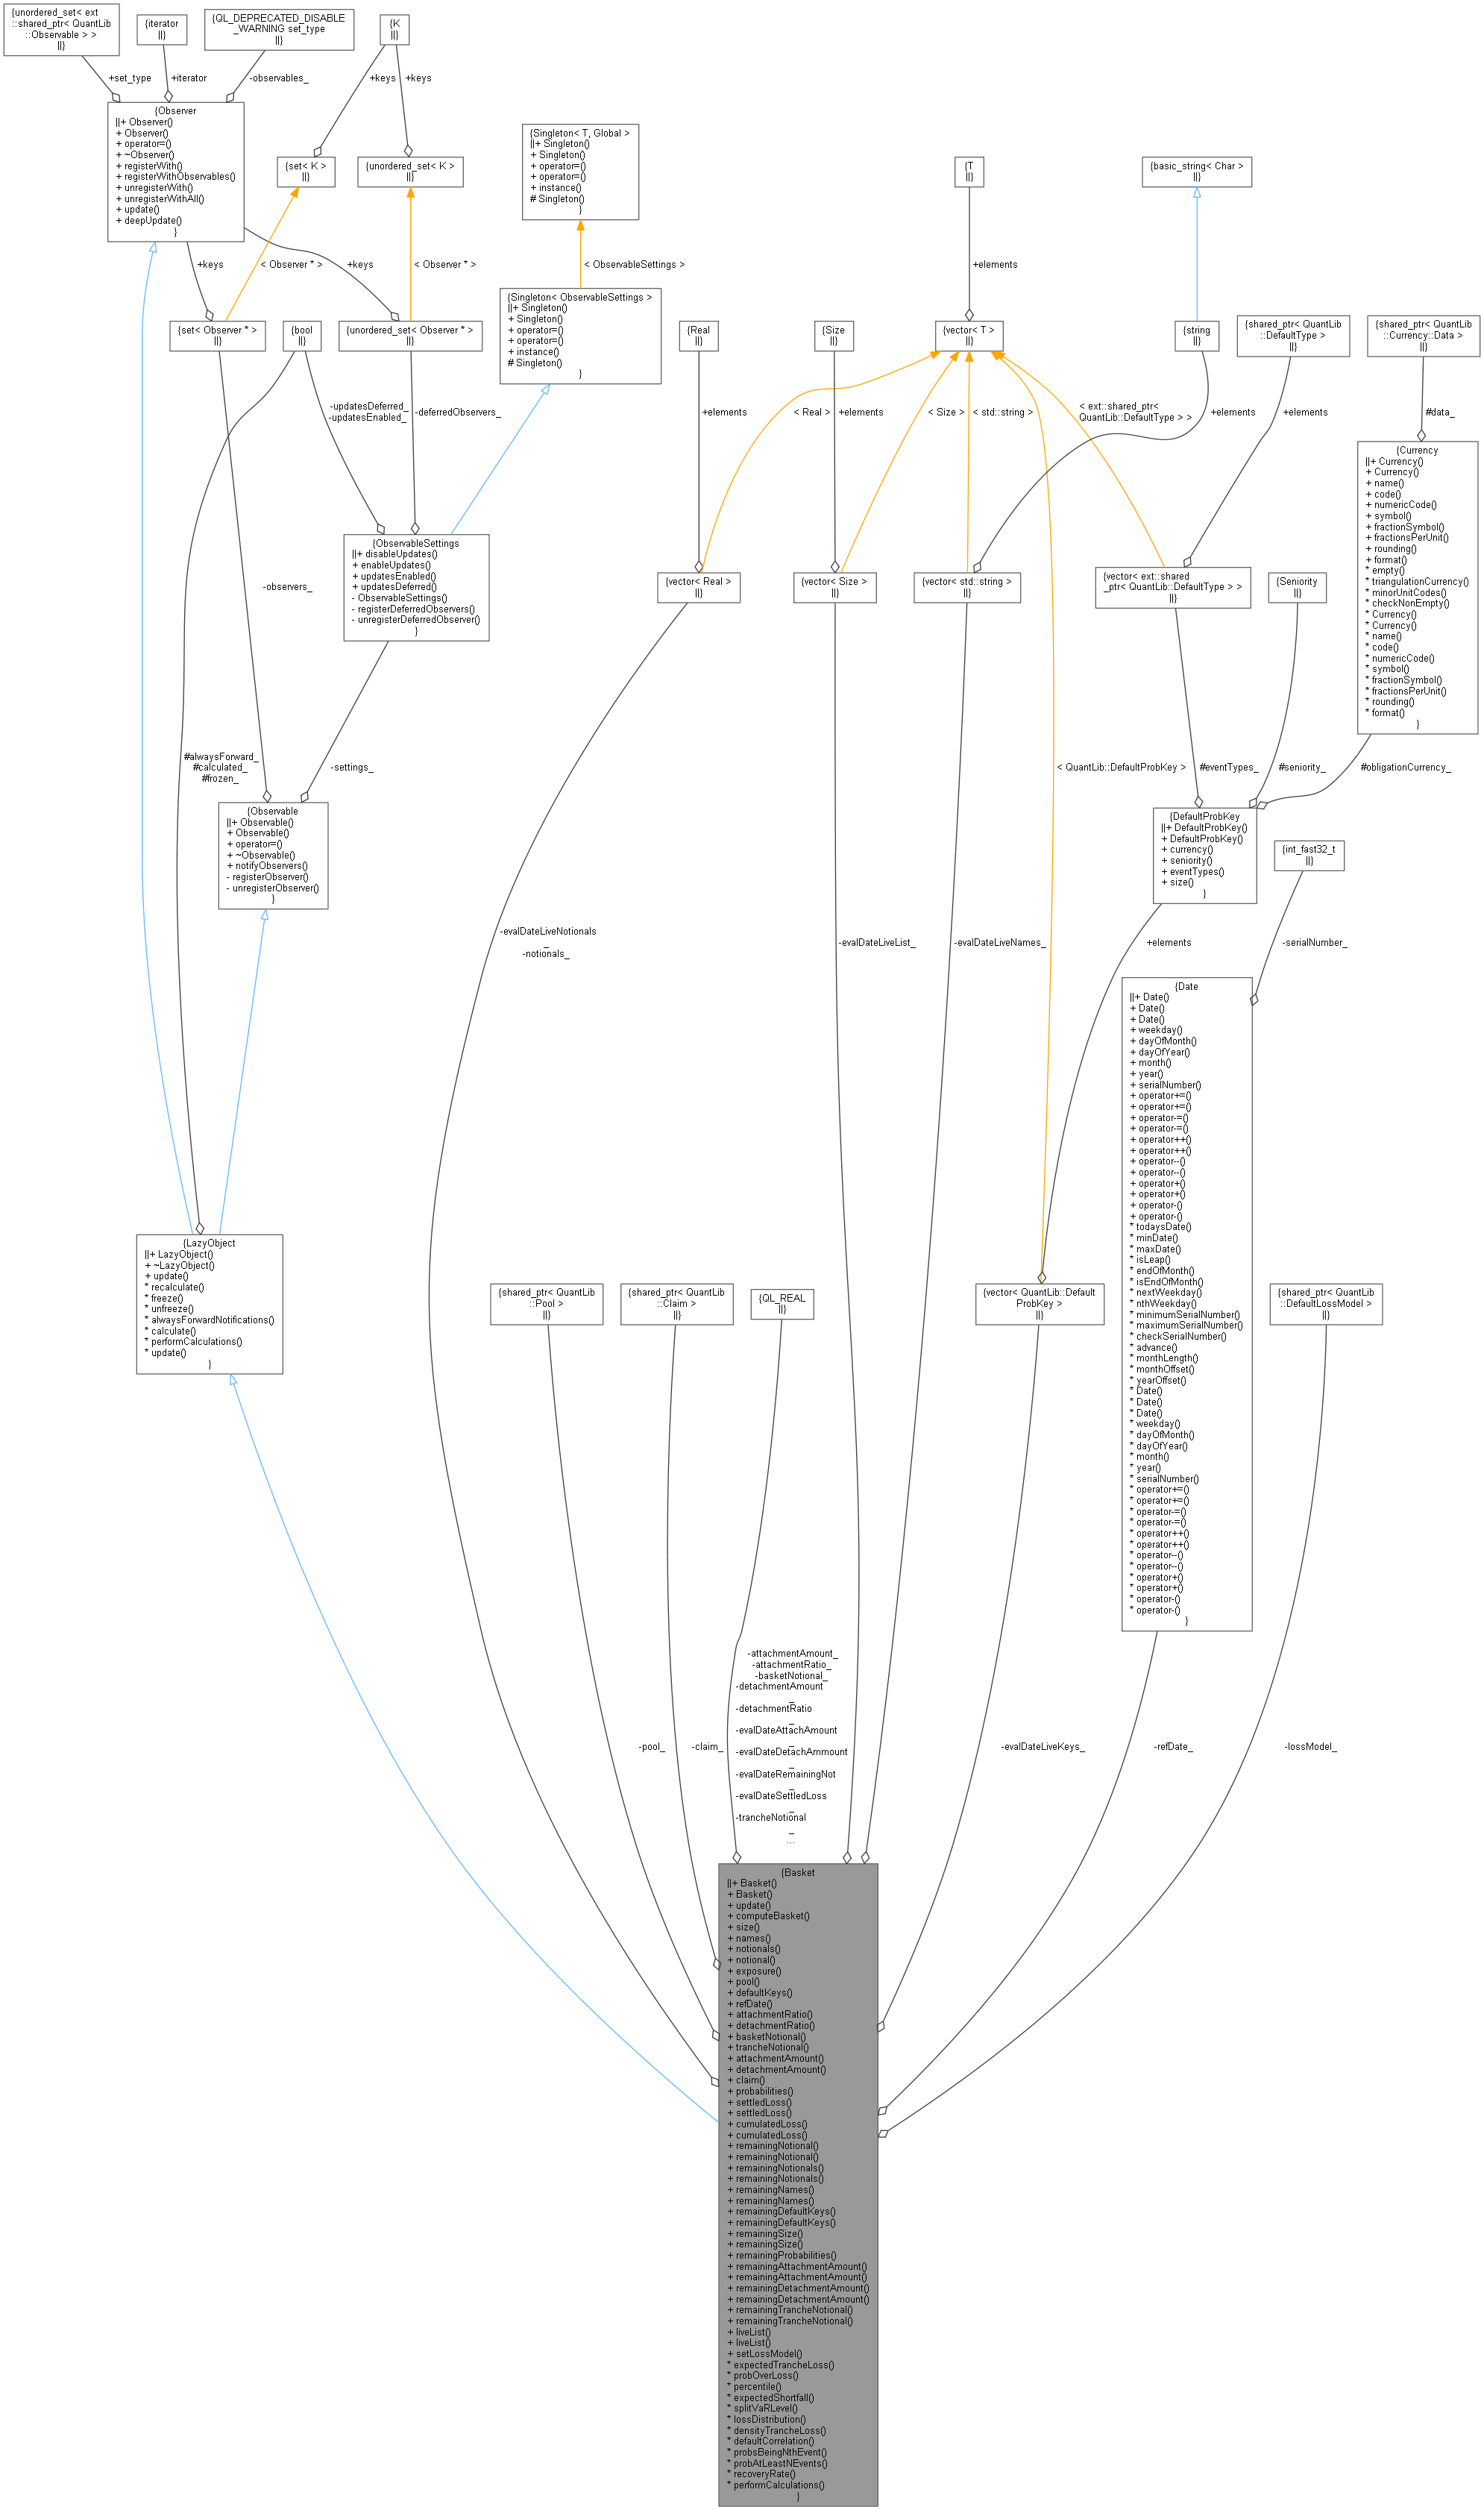 {unordered_set< ext
::shared_ptr< QuantLib
::Observable > >
||}
{iterator
||}
{QL_DEPRECATED_DISABLE
_WARNING set_type
||}
{K
||}
+set_type
+iterator
-observables_
+keys
+keys
{Observer
||+ Observer()
+ Observer()
+ operator=()
+ ~Observer()
+ registerWith()
+ registerWithObservables()
+ unregisterWith()
+ unregisterWithAll()
+ update()
+ deepUpdate()
}
{set< K >
||}
{unordered_set< K >
||}
{Singleton< T, Global >
||+ Singleton()
+ Singleton()
+ operator=()
+ operator=()
+ instance()
# Singleton()
}
{T
||}
{basic_string< Char >
||}
+keys
< Observer * >
+keys
< Observer * >
< ObservableSettings >
+elements
{set< Observer * >
||}
{bool
||}
{unordered_set< Observer * >
||}
{Singleton< ObservableSettings >
||+ Singleton()
+ Singleton()
+ operator=()
+ operator=()
+ instance()
# Singleton()
}
{Real
||}
{Size
||}
{vector< T >
||}
{string
||}
{shared_ptr< QuantLib
::DefaultType >
||}
{shared_ptr< QuantLib
::Currency::Data >
||}
-updatesDeferred_
-updatesEnabled_
-deferredObservers_
+elements
< Real >
+elements
< Size >
< std::string >
< ext::shared_ptr<
QuantLib::DefaultType > >
+elements
+elements
#data_
{ObservableSettings
||+ disableUpdates()
+ enableUpdates()
+ updatesEnabled()
+ updatesDeferred()
- ObservableSettings()
- registerDeferredObservers()
- unregisterDeferredObserver()
}
{vector< Real >
||}
{vector< Size >
||}
{vector< std::string >
||}
{vector< ext::shared
_ptr< QuantLib::DefaultType > >
||}
{Seniority
||}
{Currency
||+ Currency()
+ Currency()
+ name()
+ code()
+ numericCode()
+ symbol()
+ fractionSymbol()
+ fractionsPerUnit()
+ rounding()
+ format()
* empty()
* triangulationCurrency()
* minorUnitCodes()
* checkNonEmpty()
* Currency()
* Currency()
* name()
* code()
* numericCode()
* symbol()
* fractionSymbol()
* fractionsPerUnit()
* rounding()
* format()
}
-observers_
#alwaysForward_
#calculated_
#frozen_
-settings_
< QuantLib::DefaultProbKey >
#eventTypes_
#seniority_
#obligationCurrency_
{Observable
||+ Observable()
+ Observable()
+ operator=()
+ ~Observable()
+ notifyObservers()
- registerObserver()
- unregisterObserver()
}
{DefaultProbKey
||+ DefaultProbKey()
+ DefaultProbKey()
+ currency()
+ seniority()
+ eventTypes()
+ size()
}
{int_fast32_t
||}
-evalDateLiveNotionals
_
-notionals_
-evalDateLiveList_
-evalDateLiveNames_
+elements
-serialNumber_
{Date
||+ Date()
+ Date()
+ Date()
+ weekday()
+ dayOfMonth()
+ dayOfYear()
+ month()
+ year()
+ serialNumber()
+ operator+=()
+ operator+=()
+ operator-=()
+ operator-=()
+ operator++()
+ operator++()
+ operator--()
+ operator--()
+ operator+()
+ operator+()
+ operator-()
+ operator-()
* todaysDate()
* minDate()
* maxDate()
* isLeap()
* endOfMonth()
* isEndOfMonth()
* nextWeekday()
* nthWeekday()
* minimumSerialNumber()
* maximumSerialNumber()
* checkSerialNumber()
* advance()
* monthLength()
* monthOffset()
* yearOffset()
* Date()
* Date()
* Date()
* weekday()
* dayOfMonth()
* dayOfYear()
* month()
* year()
* serialNumber()
* operator+=()
* operator+=()
* operator-=()
* operator-=()
* operator++()
* operator++()
* operator--()
* operator--()
* operator+()
* operator+()
* operator-()
* operator-()
}
{LazyObject
||+ LazyObject()
+ ~LazyObject()
+ update()
* recalculate()
* freeze()
* unfreeze()
* alwaysForwardNotifications()
* calculate()
* performCalculations()
* update()
}
{shared_ptr< QuantLib
::Pool >
||}
{shared_ptr< QuantLib
::Claim >
||}
{QL_REAL
||}
{vector< QuantLib::Default
ProbKey >
||}
{shared_ptr< QuantLib
::DefaultLossModel >
||}
-pool_
-claim_
-attachmentAmount_
-attachmentRatio_
-basketNotional_
-detachmentAmount
_
-detachmentRatio
_
-evalDateAttachAmount
_
-evalDateDetachAmmount
_
-evalDateRemainingNot
_
-evalDateSettledLoss
_
-trancheNotional
_
...
-evalDateLiveKeys_
-refDate_
-lossModel_
{Basket
||+ Basket()
+ Basket()
+ update()
+ computeBasket()
+ size()
+ names()
+ notionals()
+ notional()
+ exposure()
+ pool()
+ defaultKeys()
+ refDate()
+ attachmentRatio()
+ detachmentRatio()
+ basketNotional()
+ trancheNotional()
+ attachmentAmount()
+ detachmentAmount()
+ claim()
+ probabilities()
+ settledLoss()
+ settledLoss()
+ cumulatedLoss()
+ cumulatedLoss()
+ remainingNotional()
+ remainingNotional()
+ remainingNotionals()
+ remainingNotionals()
+ remainingNames()
+ remainingNames()
+ remainingDefaultKeys()
+ remainingDefaultKeys()
+ remainingSize()
+ remainingSize()
+ remainingProbabilities()
+ remainingAttachmentAmount()
+ remainingAttachmentAmount()
+ remainingDetachmentAmount()
+ remainingDetachmentAmount()
+ remainingTrancheNotional()
+ remainingTrancheNotional()
+ liveList()
+ liveList()
+ setLossModel()
* expectedTrancheLoss()
* probOverLoss()
* percentile()
* expectedShortfall()
* splitVaRLevel()
* lossDistribution()
* densityTrancheLoss()
* defaultCorrelation()
* probsBeingNthEvent()
* probAtLeastNEvents()
* recoveryRate()
* performCalculations()
}